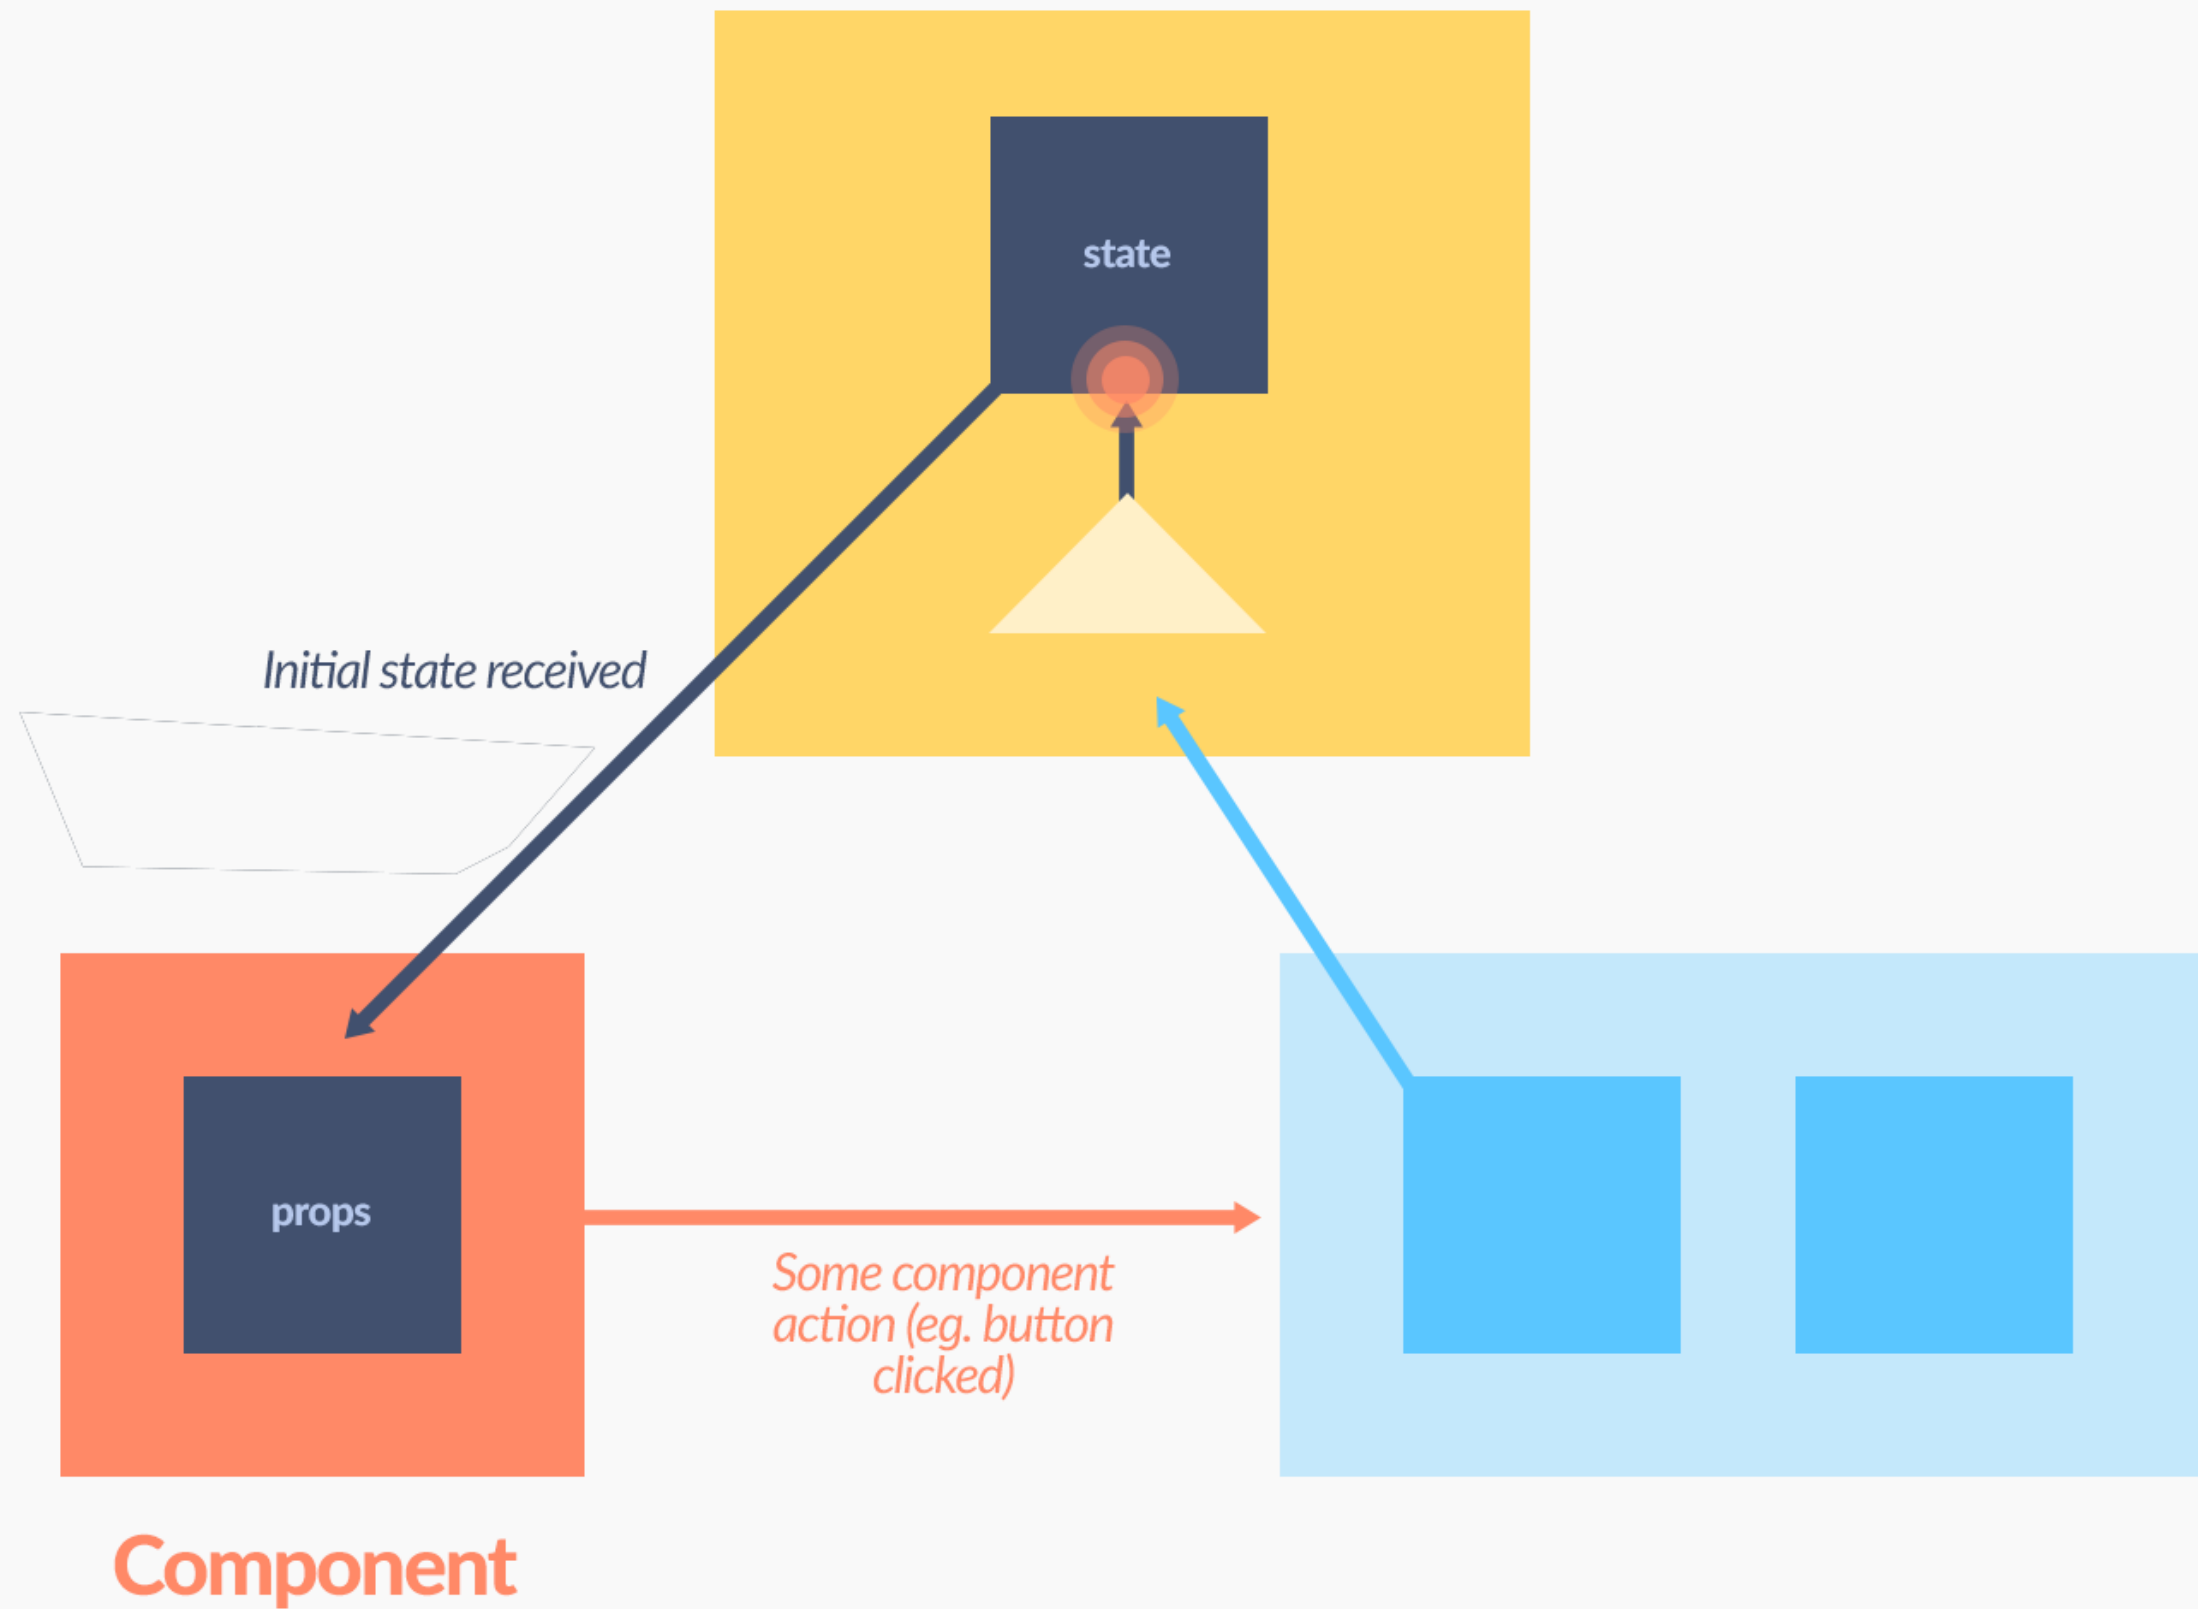 state
Initial state received
props
Some component
action (eg. button
clicked)
Component